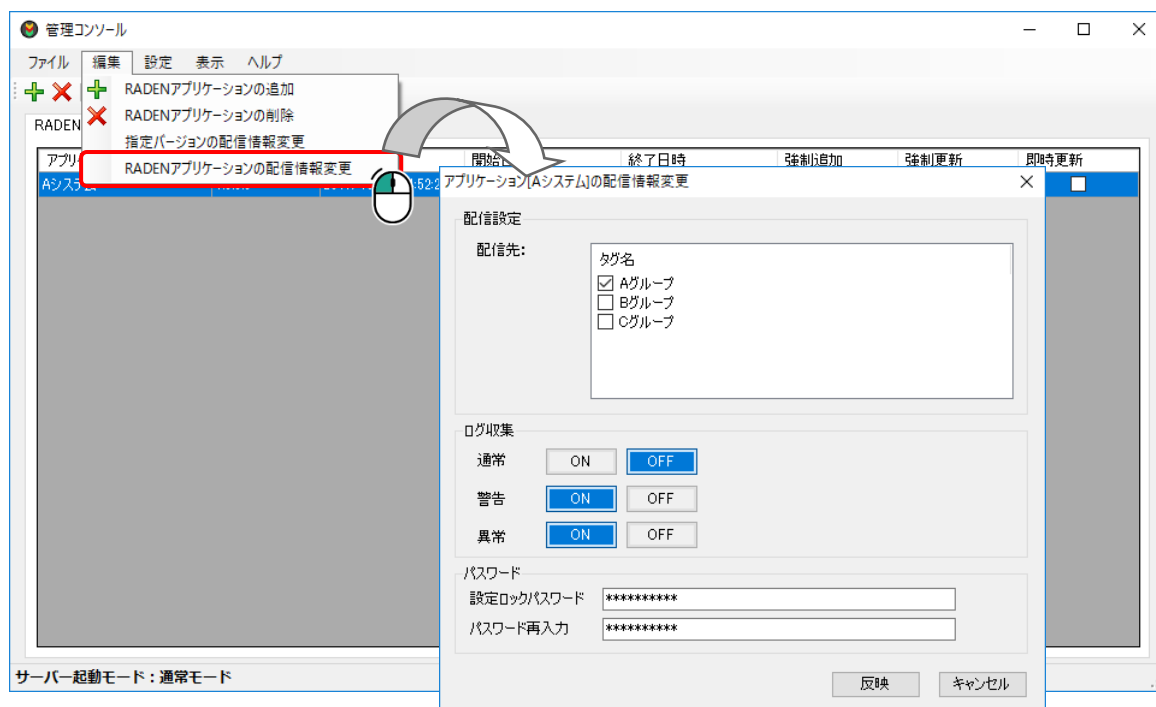 管理コンソール
ファイル 編集 設定 表示 ヘルプ
RADENアプリケーションの追加
RADENアプリケーションの削除
指定バージョンの配信情報変更
RADENアプリケーションの配信情報変更
RADEN
アプリ 開始日 終了日時 強制追加 強制更新 即時更新
Aシステム
アプリケーション[Aシステム]の配信情報変更
配信設定
配信先:
タグ名
Aグループ
Bグループ
Cグループ
ログ収集
通常 ON OFF
警告 ON OFF
異常 ON OFF
パスワード
設定ロックパスワード **********
パスワード再入力 **********
反映 キャンセル
サーバー起動モード：通常モード